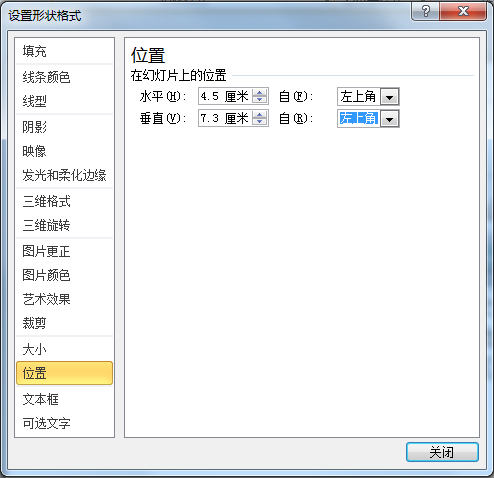 设置形状格式
填充
线条颜色
线型
阴影
映像
发光和柔化边缘
三维格式
三维旋转
图片更正
图片颜色
艺术效果
裁剪
大小
位置
文本框
可选文字
位置
在幻灯片上的位置
水平(H): 4.5 厘米 自(F): 左上角
垂直(V): 7.3 厘米 自(R): 左上角
关闭